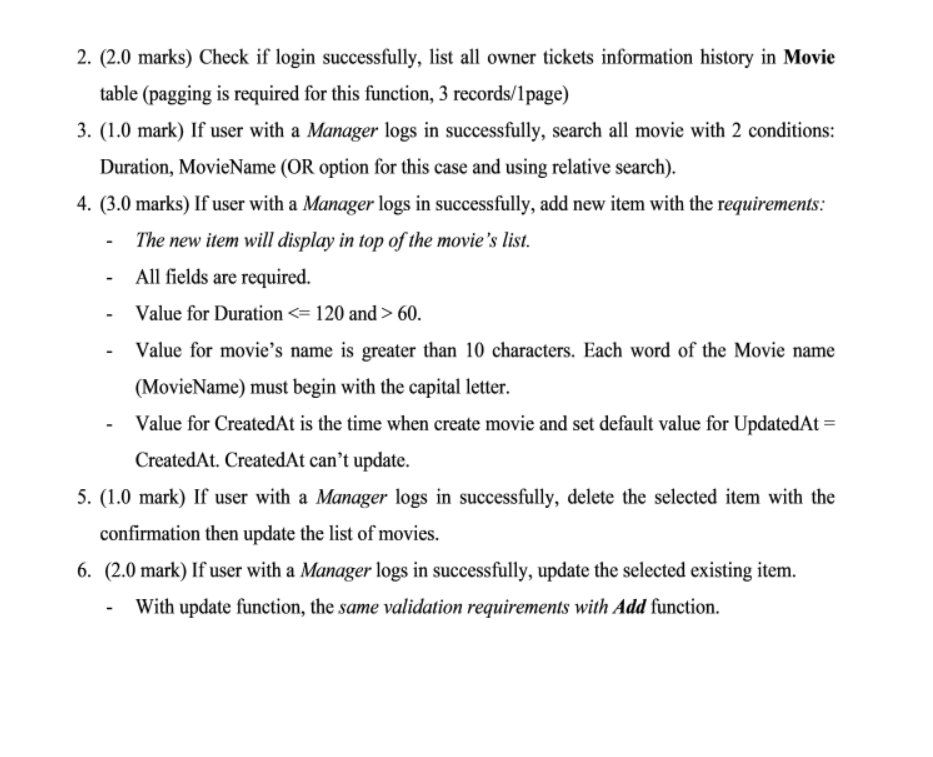 2. (2.0 marks) Check if login successfully, list all owner tickets information history in Movie
table (pagging is required for this function, 3 records/1page)
3. (1.0 mark) If user with a Manager logs in successfully, search all movie with 2 conditions:
Duration, MovieName (OR option for this case and using relative search).
4. (3.0 marks) If user with a Manager logs in successfully, add new item with the requirements:
- The new item will display in top of the movie's list.
- All fields are required.
- Value for Duration <= 120 and > 60.
- Value for movie's name is greater than 10 characters. Each word of the Movie name
(MovieName) must begin with the capital letter.
- Value for CreatedAt is the time when create movie and set default value for UpdatedAt =
CreatedAt. CreatedAt can't update.
5. (1.0 mark) If user with a Manager logs in successfully, delete the selected item with the
confirmation then update the list of movies.
6. (2.0 mark) If user with a Manager logs in successfully, update the selected existing item.
- With update function, the same validation requirements with Add function.